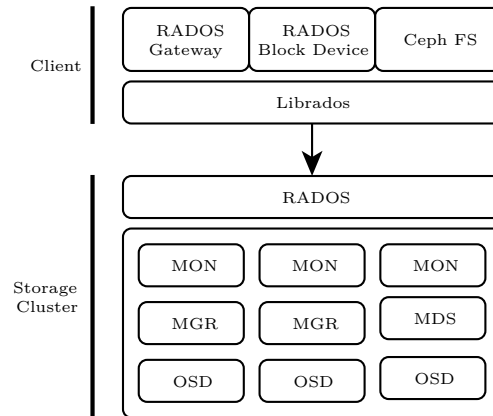 RADOS
Gateway
RADOS
Block Device
Ceph FS
Client
Librados
RADOS
MON
MON
MON
Storage
Cluster
MGR
MGR
MDS
OSD
OSD
OSD